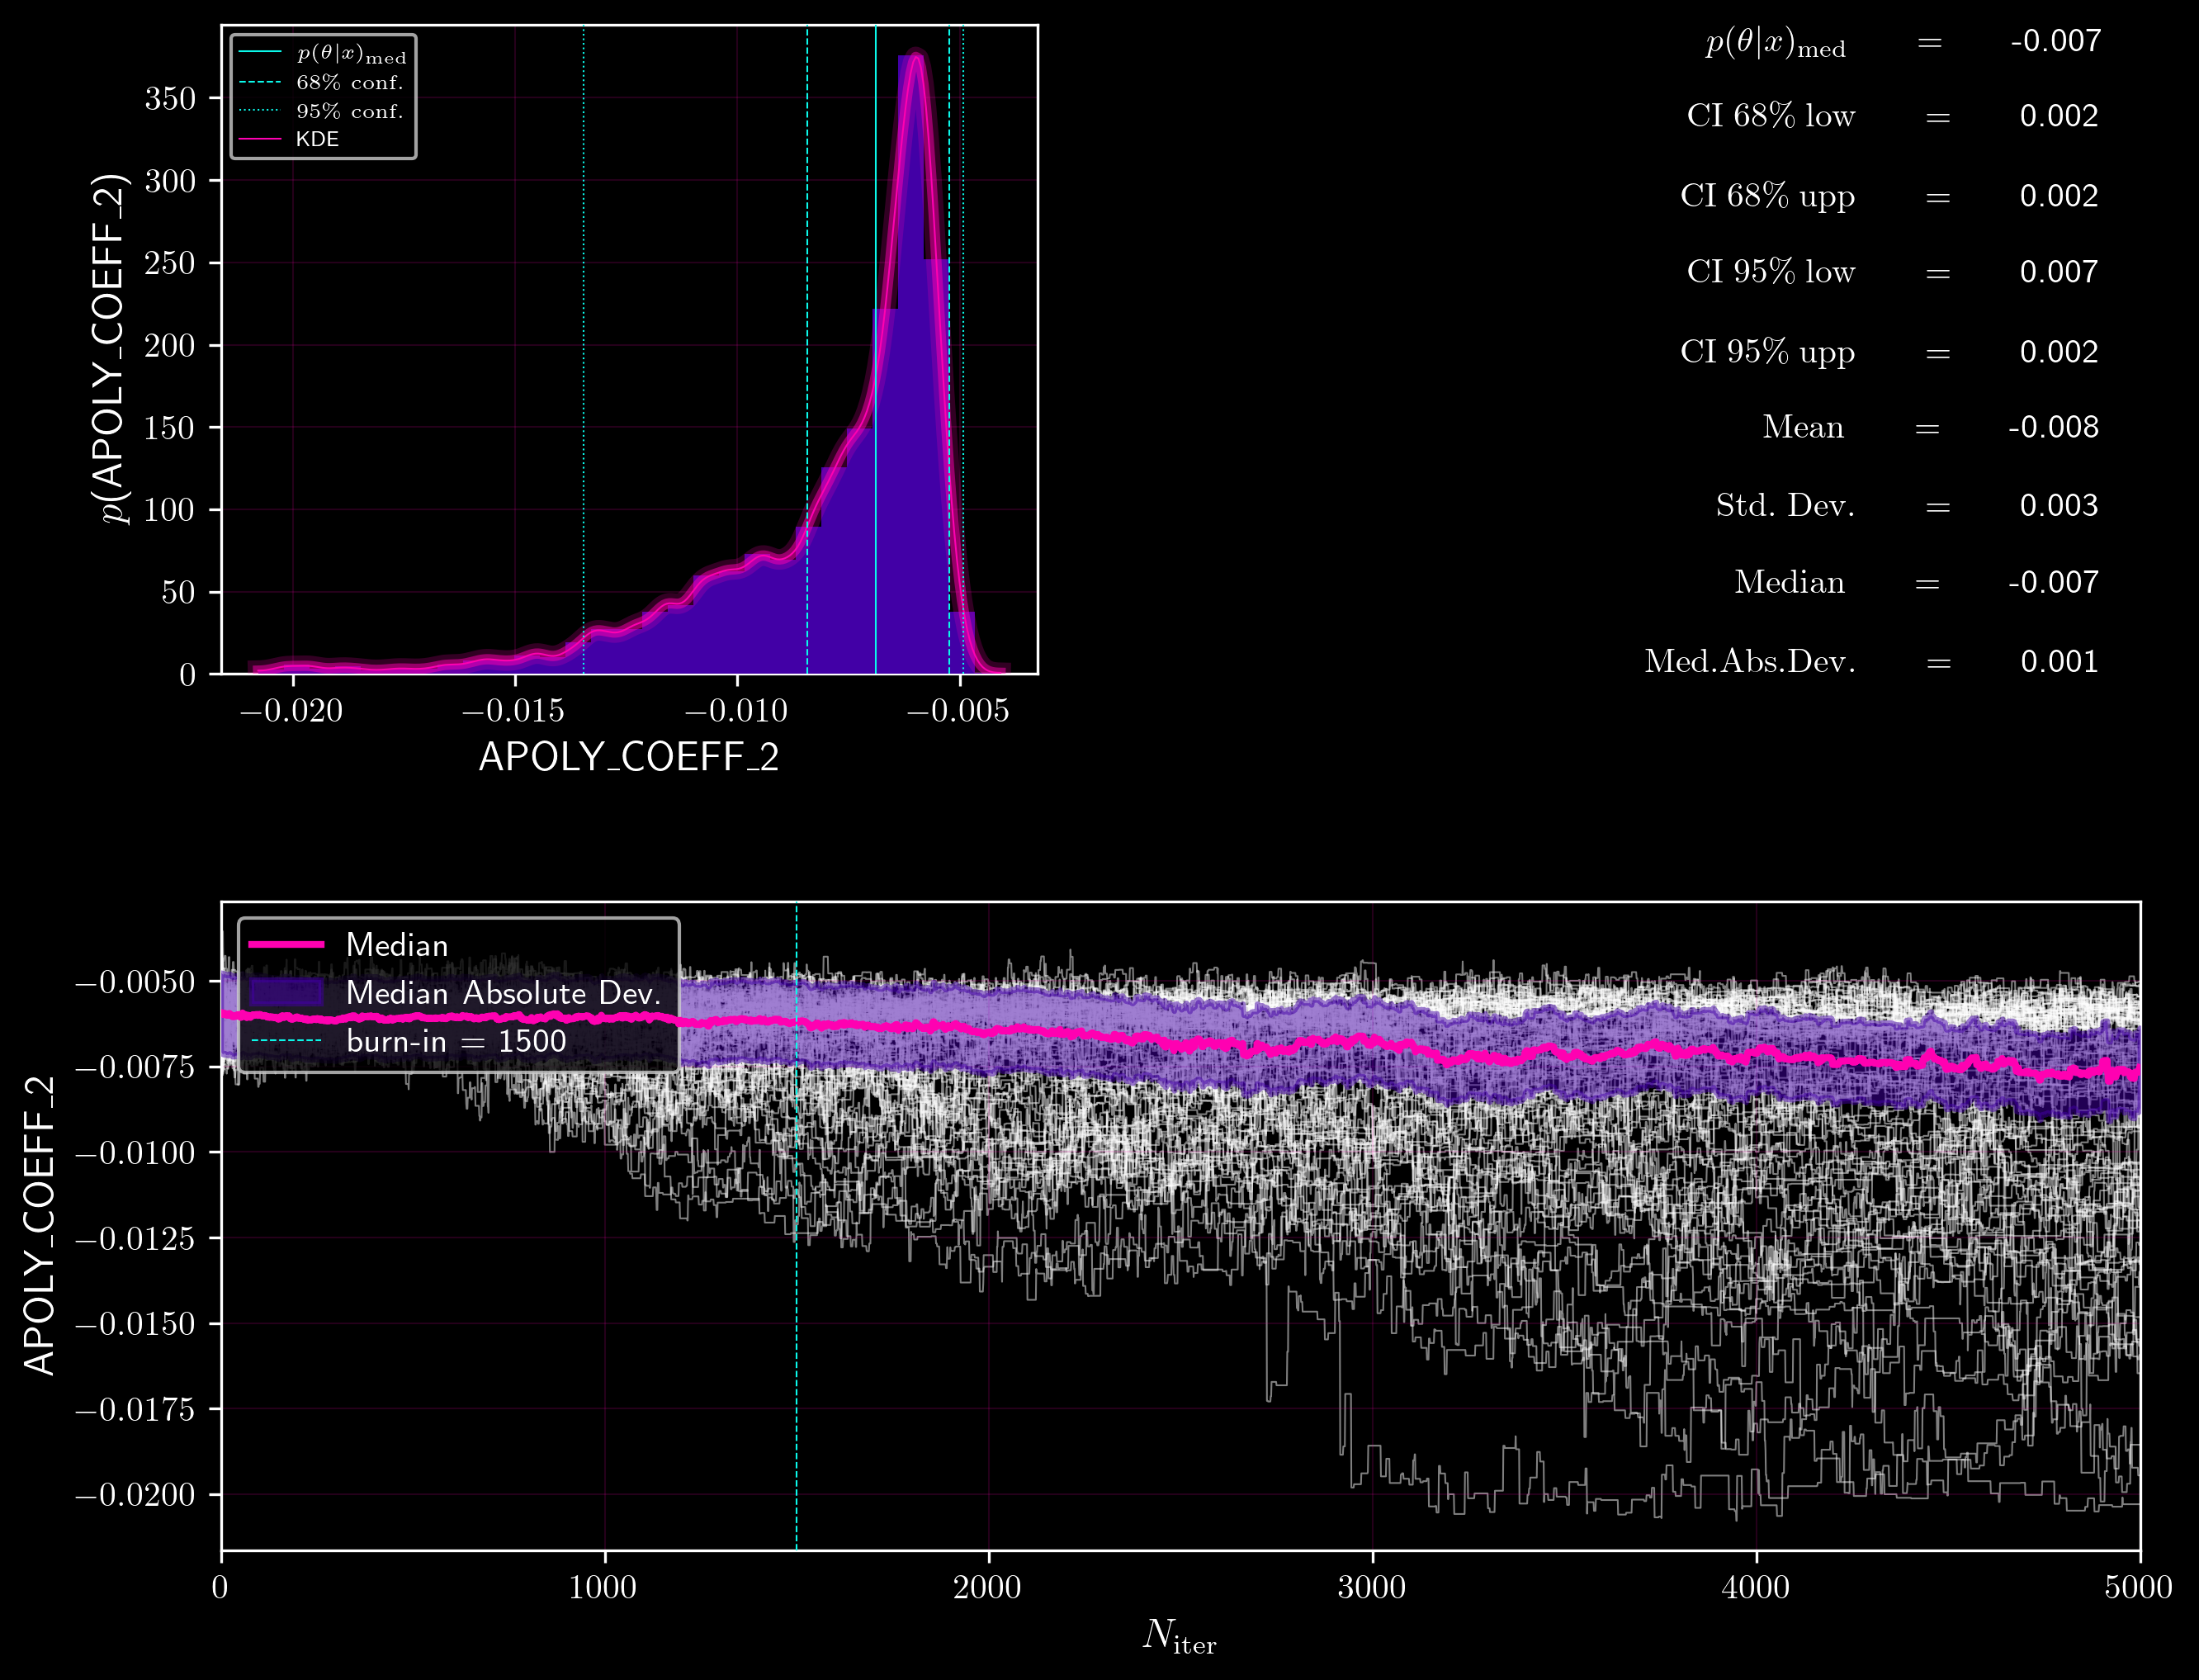 p(θ|x)med
68% conf.
95% conf.
KDE
350
300
250
200
150
100
50
0
p(APOLY_COEFF_2)
−0.020 −0.015 −0.010 −0.005
APOLY_COEFF_2
p(θ|x)med = -0.007
CI 68% low = 0.002
CI 68% upp = 0.002
CI 95% low = 0.007
CI 95% upp = 0.002
Mean = -0.008
Std. Dev. = 0.003
Median = -0.007
Med.Abs.Dev. = 0.001
Median
Median Absolute Dev.
burn-in = 1500
−0.0050
−0.0075
−0.0100
−0.0125
−0.0150
−0.0175
−0.0200
APOLY_COEFF_2
0 1000 2000 3000 4000 5000
Niter